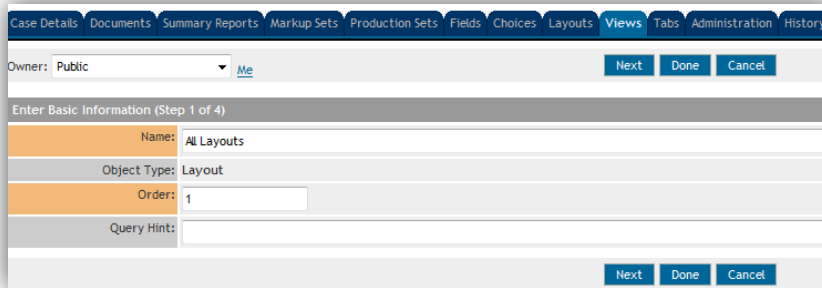 Case Details Documents Summary Reports Markup Sets Production Sets Fields Choices Layouts Views Tabs Administration History
Owner: Public Me Next Done Cancel
Enter Basic Information (Step 1 of 4)
Name: All Layouts
Object Type: Layout
Order: 1
Query Hint:
Next Done Cancel